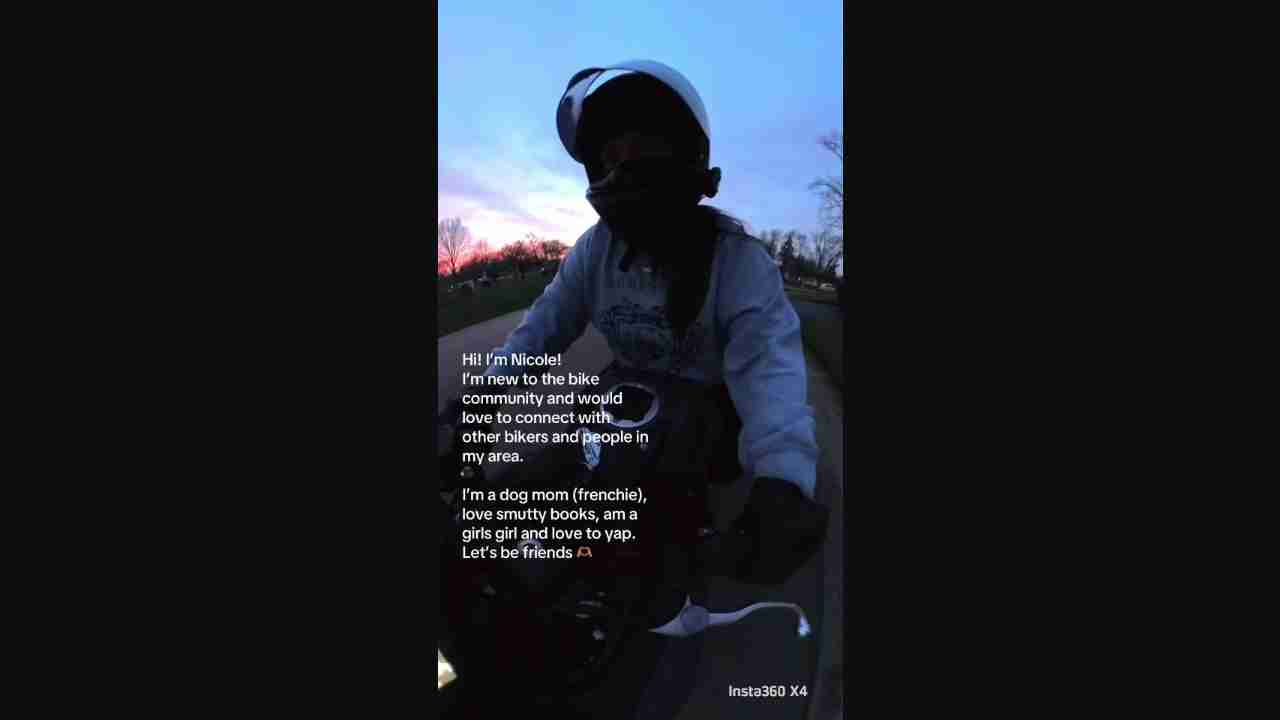 Hi! I'm Nicole!
I'm new to the bike
community and would
love to connect with
other bikers and people in
my area.
I'm a dog mom (frenchie),
love smutty books, am a
girls girl and love to yap.
Let's be friends 🫶🏾
Insta360 X4